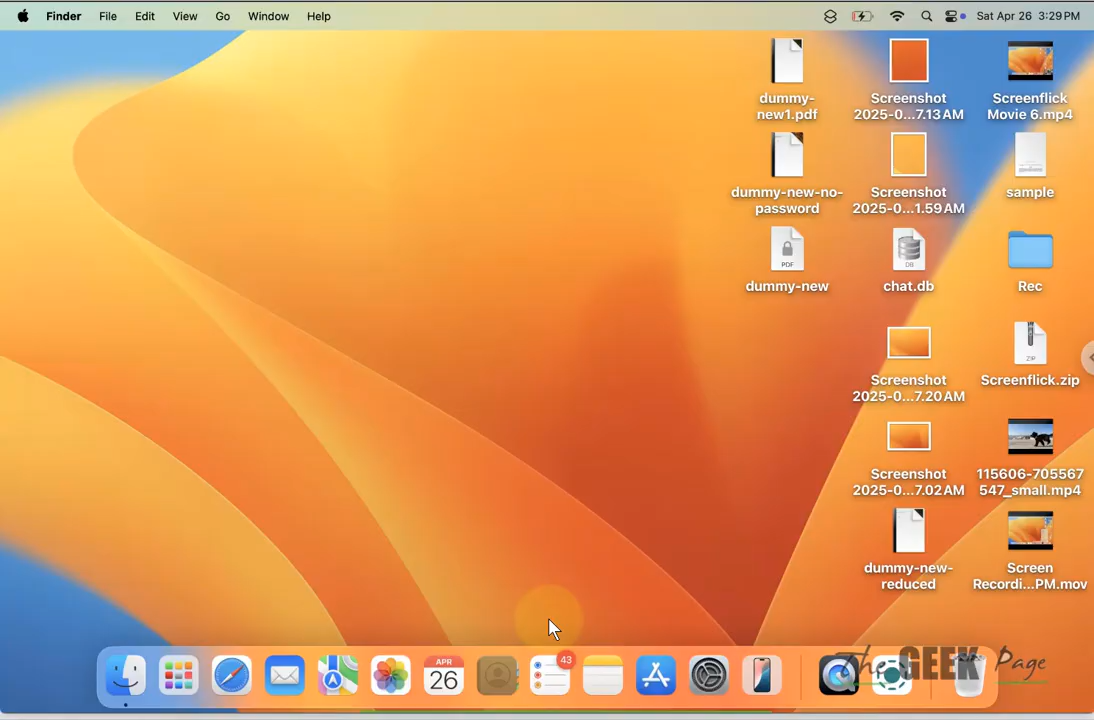 Finder File Edit View Go Window Help Sat Apr 26 3:29 PM
dummy-
new1.pdf
Screenshot
2025-0...7.13 AM
Screenflick
Movie 6.mp4
dummy-new-no-
password
Screenshot
2025-0...1.59 AM
sample
PDF
dummy-new
DB
chat.db
Rec
Screenshot
2025-0...7.20 AM
ZIP
Screenflick.zip
Screenshot
2025-0...7.02 AM
115606-705567
547_small.mp4
dummy-new-
reduced
Screen
Recordi...PM.mov
APR
26
43
The GEEK Page